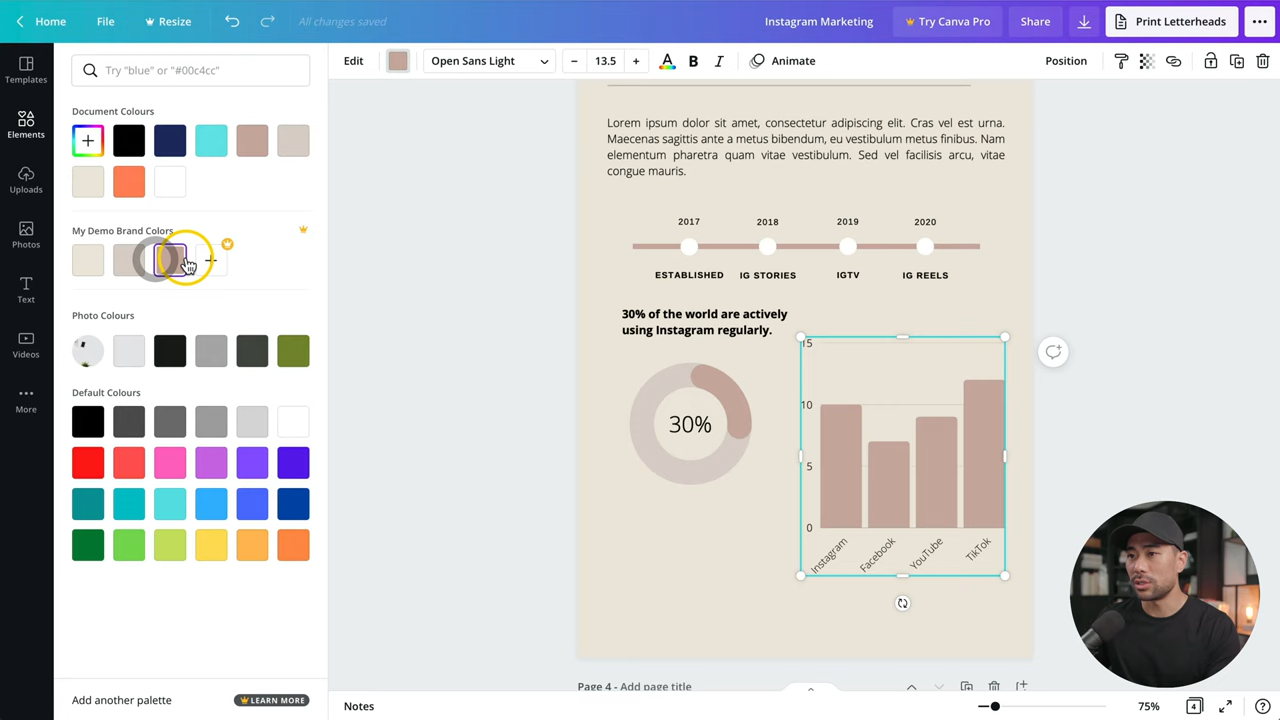 Home
File
Resize
All changes saved
Instagram Marketing
Try Canva Pro
Share
Print Letterheads
Templates
Elements
Uploads
Photos
Text
Videos
More
Try "blue" or "#00c4cc"
Document Colours
My Demo Brand Colors
Photo Colours
Default Colours
Add another palette
LEARN MORE
Edit
Open Sans Light
– 13.5 +
A B I
Animate
Position
Lorem ipsum dolor sit amet, consectetur adipiscing elit. Cras vel est urna.
Maecenas sagittis ante a metus bibendum, eu vestibulum metus finibus. Nam
elementum pharetra quam vitae vestibulum. Sed vel facilisis arcu, vitae
congue mauris.
2017 2018 2019 2020
ESTABLISHED IG STORIES IGTV IG REELS
30% of the world are actively
using Instagram regularly.
30%
15
10
5
0
Instagram
Facebook
YouTube
TikTok
Page 4 - Add page title
Notes
75%
4